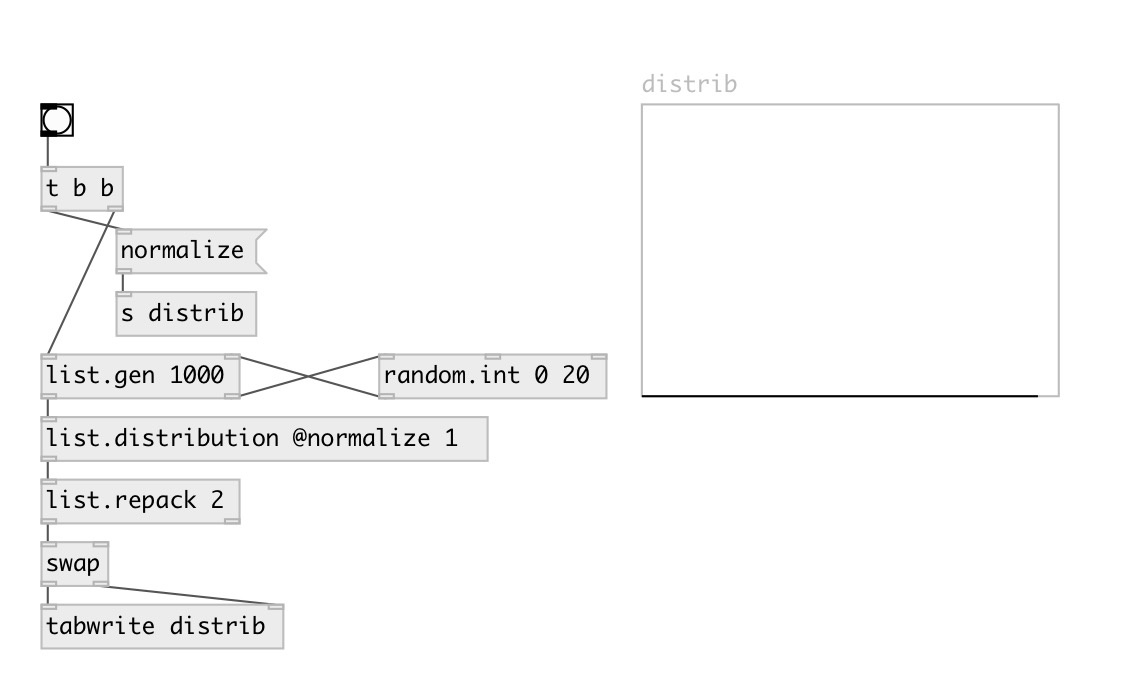 distrib
t b b
normalize
s distrib
list.gen 1000
random.int 0 20
list.distribution @normalize 1
list.repack 2
swap
tabwrite distrib